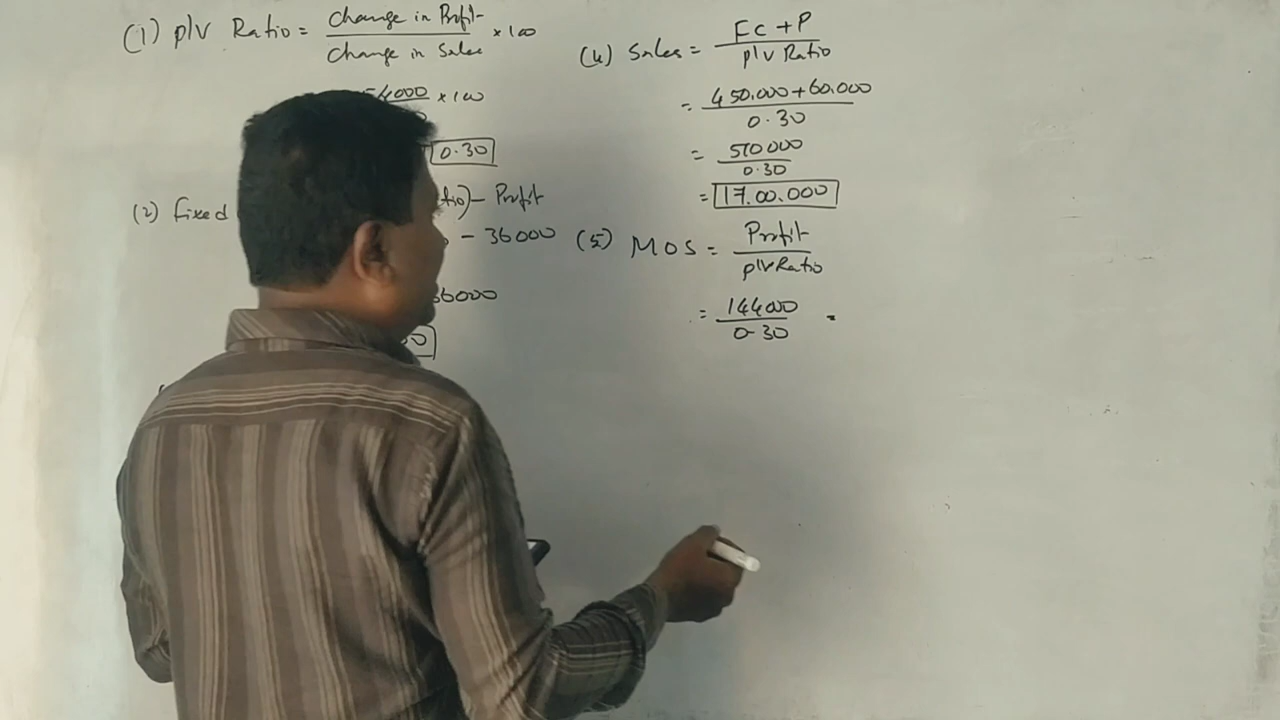 (1) P/V Ratio = change in Profit / change in Sales × 100
54000 × 100
0.30
(2) Fixed tio) - Profit
- 36000
36000
(4) Sales = FC + P / P/V Ratio
= 450.000 + 60.000 / 0.30
= 510000 / 0.30
= 17.00.000
(5) MOS = Profit / P/V Ratio
= 144000 / 0.30 =